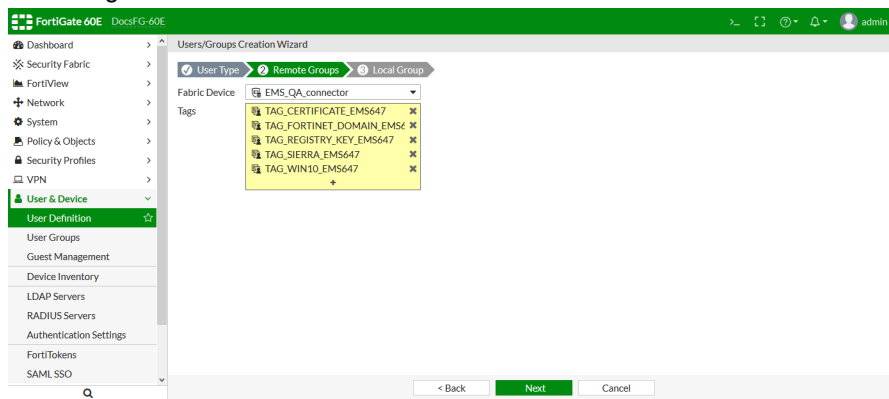 FortiGate 60E DocsFG-60E
>_ admin
Dashboard
Security Fabric
FortiView
Network
System
Policy & Objects
Security Profiles
VPN
User & Device
User Definition
User Groups
Guest Management
Device Inventory
LDAP Servers
RADIUS Servers
Authentication Settings
FortiTokens
SAML SSO
Users/Groups Creation Wizard
User Type 2 Remote Groups 3 Local Group
Fabric Device EMS_QA_connector
Tags TAG_CERTIFICATE_EMS647
TAG_FORTINET_DOMAIN_EMS6
TAG_REGISTRY_KEY_EMS647
TAG_SIERRA_EMS647
TAG_WIN10_EMS647
+
< Back Next Cancel